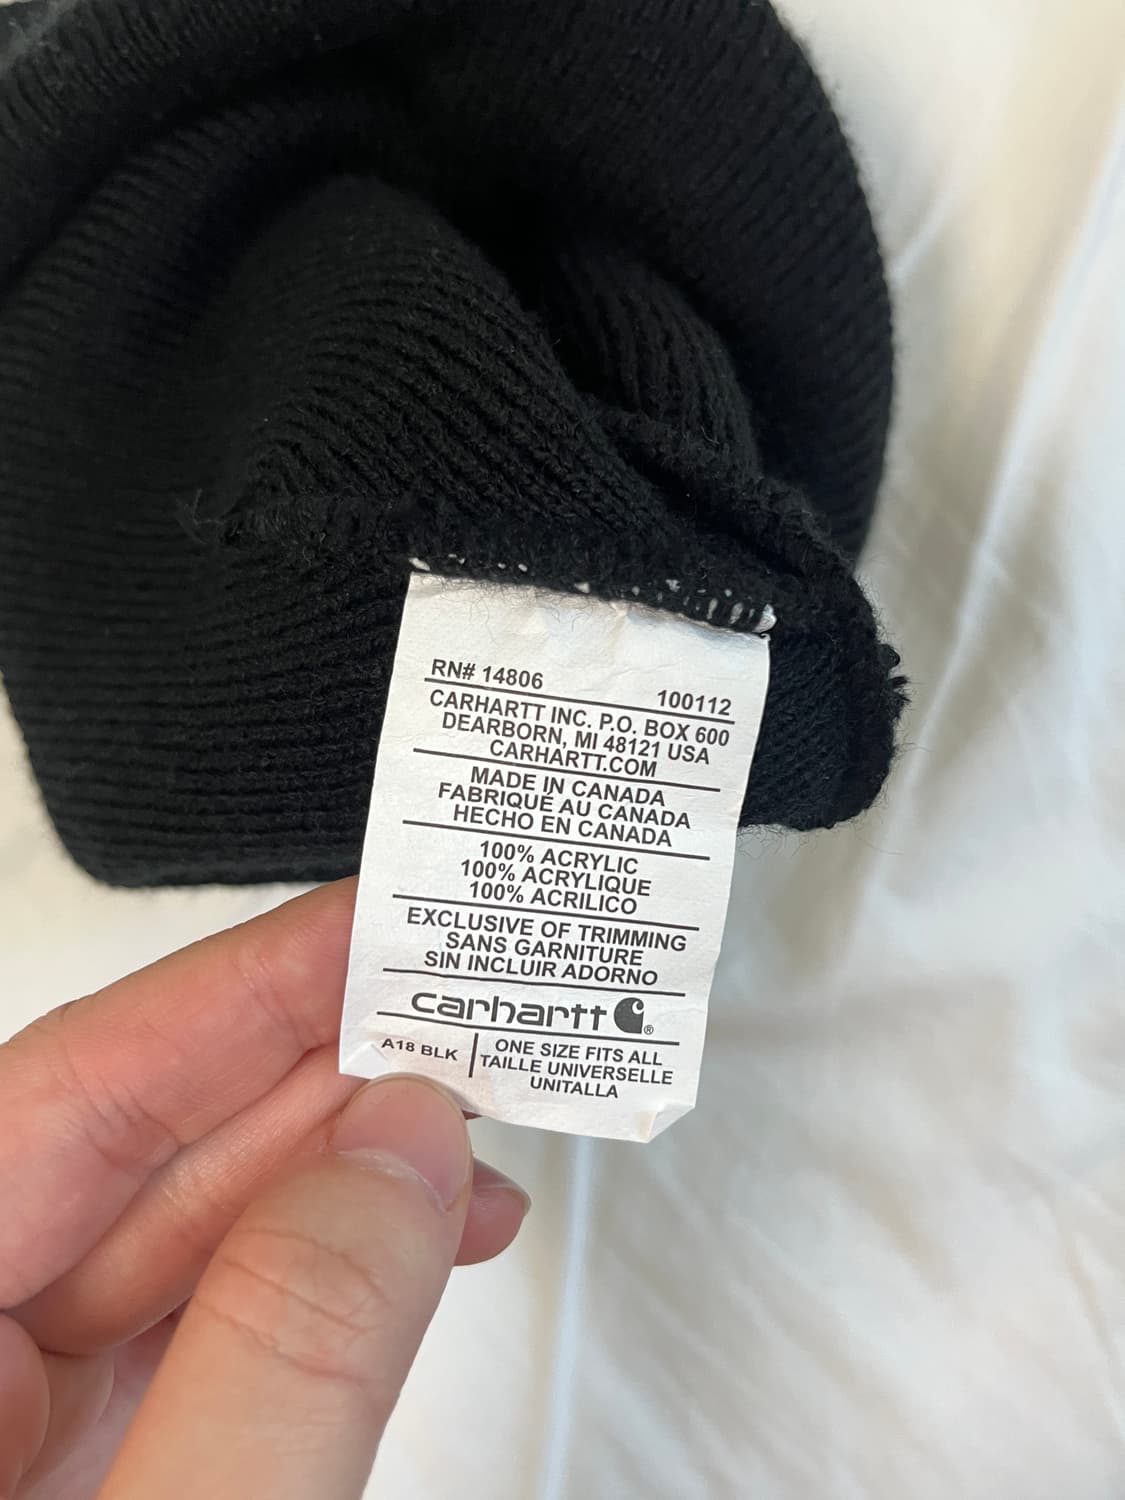 RN# 14806 100112
CARHARTT INC. P.O. BOX 600
DEARBORN, MI 48121 USA
CARHARTT.COM
MADE IN CANADA
FABRIQUÉ AU CANADA
HECHO EN CANADA
100% ACRYLIC
100% ACRYLIQUE
100% ACRILICO
EXCLUSIVE OF TRIMMING
SANS GARNITURE
SIN INCLUIR ADORNO
carhartt ®
A18 BLK
ONE SIZE FITS ALL
TAILLE UNIVERSELLE
UNITALLA